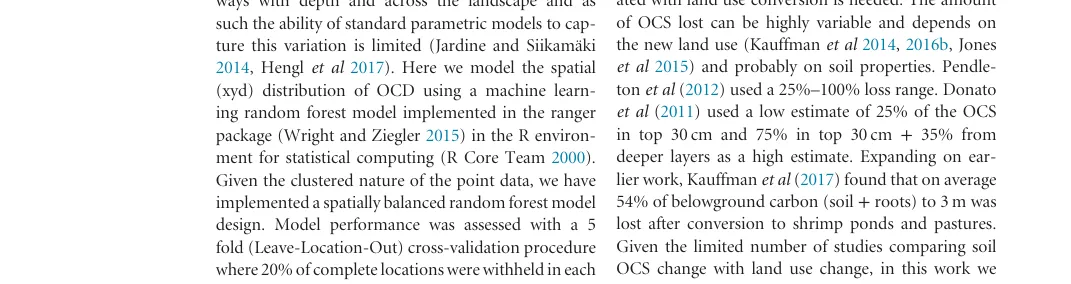 ways with depth and across the landscape and as
such the ability of standard parametric models to cap-
ture this variation is limited (Jardine and Siikamäki
2014, Hengl et al 2017). Here we model the spatial
(xyd) distribution of OCD using a machine learn-
ing random forest model implemented in the ranger
package (Wright and Ziegler 2015) in the R environ-
ment for statistical computing (R Core Team 2000).
Given the clustered nature of the point data, we have
implemented a spatially balanced random forest model
design. Model performance was assessed with a 5
fold (Leave-Location-Out) cross-validation procedure
where 20% of complete locations were withheld in each
ated with land use conversion is needed. The amount
of OCS lost can be highly variable and depends on
the new land use (Kauffman et al 2014, 2016b, Jones
et al 2015) and probably on soil properties. Pendle-
ton et al (2012) used a 25%–100% loss range. Donato
et al (2011) used a low estimate of 25% of the OCS
in top 30 cm and 75% in top 30 cm + 35% from
deeper layers as a high estimate. Expanding on ear-
lier work, Kauffman et al (2017) found that on average
54% of belowground carbon (soil + roots) to 3 m was
lost after conversion to shrimp ponds and pastures.
Given the limited number of studies comparing soil
OCS change with land use change, in this work we